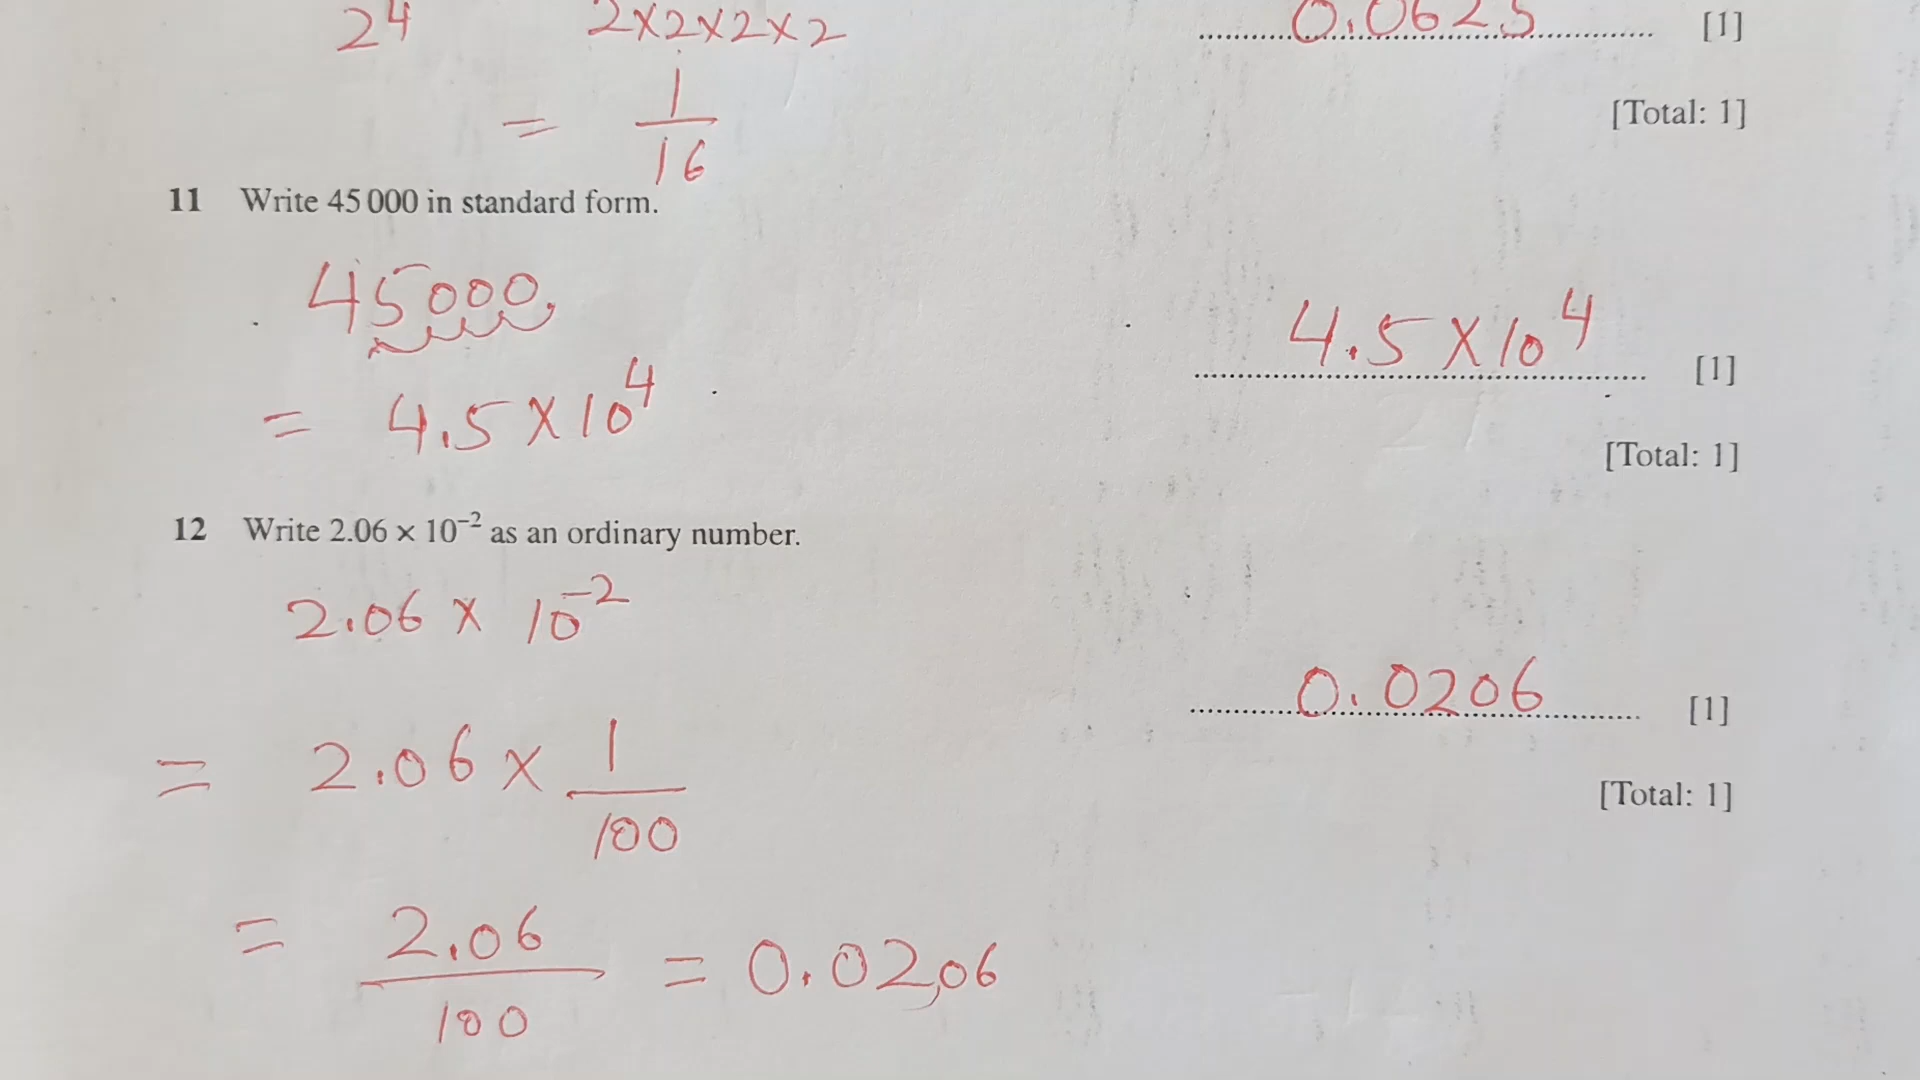 2⁴ 2×2×2×2 0.0625 [1]
= 1/16 [Total: 1]
11 Write 45 000 in standard form.
45000.
4.5×10⁴ [1]
= 4.5×10⁴
[Total: 1]
12 Write 2.06 × 10⁻² as an ordinary number.
2.06 × 10⁻²
0.0206 [1]
= 2.06 × 1/100
[Total: 1]
= 2.06/100 = 0.02,06